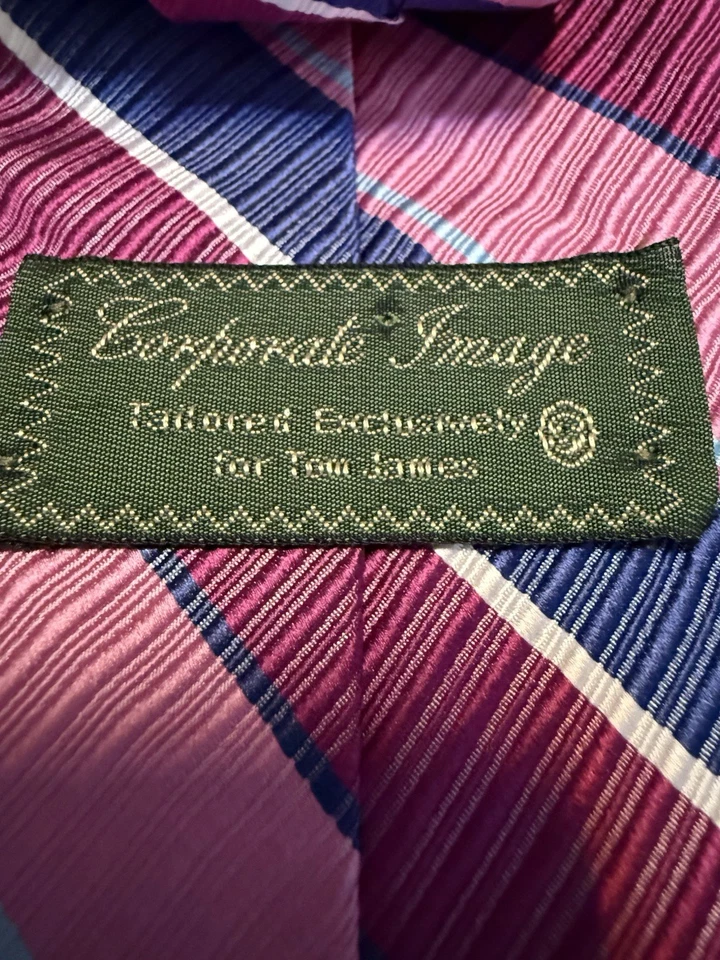 Corporate Image
Tailored Exclusively
for Tom James